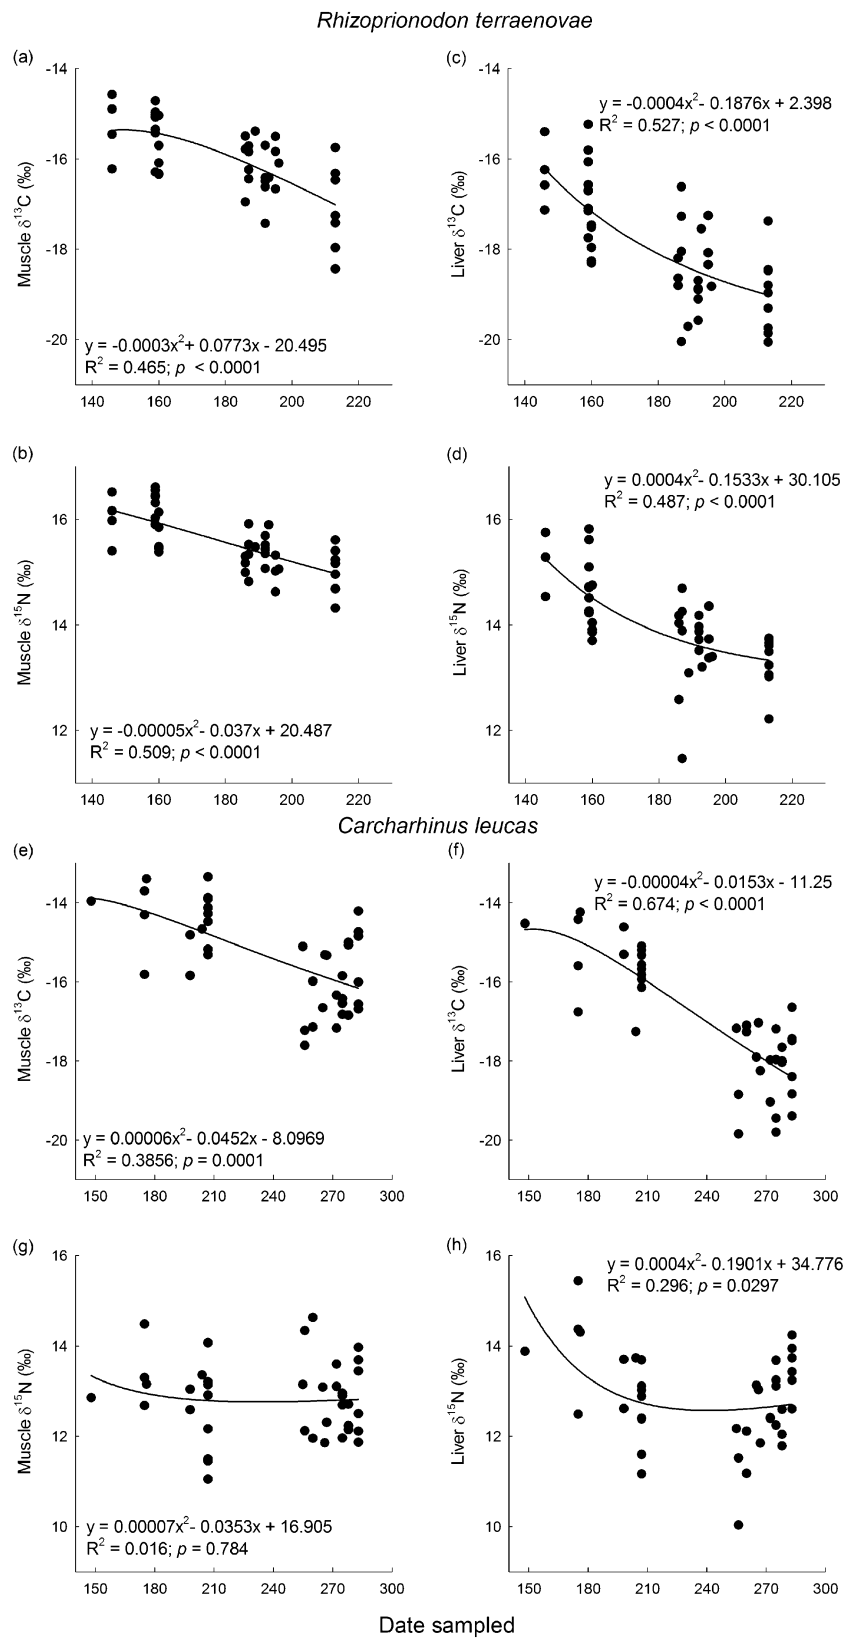 Rhizoprionodon terraenovae
(a)
-14
-16
-18
-20
Muscle δ¹³C (‰)
y = -0.0003x²+ 0.0773x - 20.495
R² = 0.465; p < 0.0001
140 160 180 200 220
(c)
-14
-16
-18
-20
Liver δ¹³C (‰)
y = -0.0004x²- 0.1876x + 2.398
R² = 0.527; p < 0.0001
140 160 180 200 220
(b)
16
14
12
Muscle δ¹⁵N (‰)
y = -0.00005x²- 0.037x + 20.487
R² = 0.509; p < 0.0001
140 160 180 200 220
(d)
16
14
12
Liver δ¹⁵N (‰)
y = 0.0004x²- 0.1533x + 30.105
R² = 0.487; p < 0.0001
140 160 180 200 220
Carcharhinus leucas
(e)
-14
-16
-18
-20
Muscle δ¹³C (‰)
y = 0.00006x²- 0.0452x - 8.0969
R² = 0.3856; p = 0.0001
150 180 210 240 270 300
(f)
-14
-16
-18
-20
Liver δ¹³C (‰)
y = -0.00004x²- 0.0153x - 11.25
R² = 0.674; p < 0.0001
150 180 210 240 270 300
(g)
16
14
12
10
Muscle δ¹⁵N (‰)
y = 0.00007x²- 0.0353x + 16.905
R² = 0.016; p = 0.784
150 180 210 240 270 300
(h)
16
14
12
10
Liver δ¹⁵N (‰)
y = 0.0004x²- 0.1901x + 34.776
R² = 0.296; p = 0.0297
150 180 210 240 270 300
Date sampled